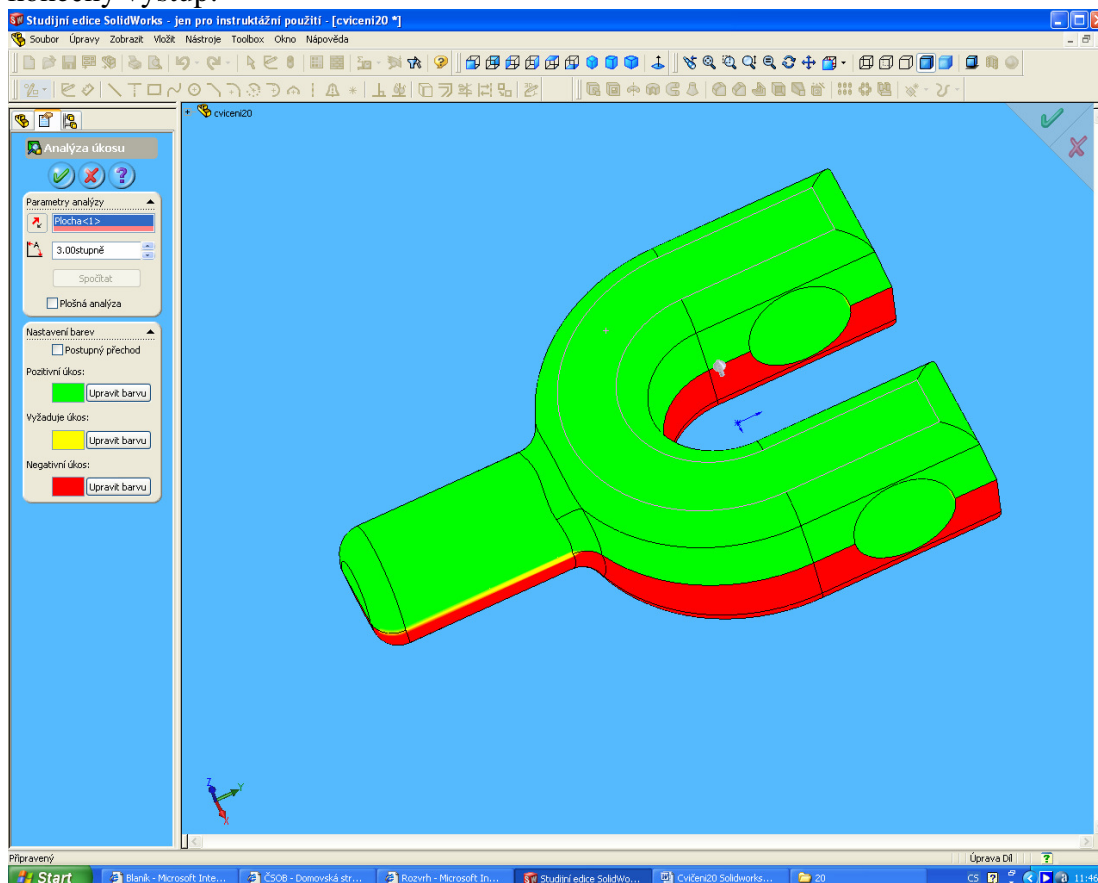 konečný výstup.
Studijní edice SolidWorks - jen pro instruktážní použití - [cviceni20 *]
Soubor Úpravy Zobrazit Vložit Nástroje Toolbox Okno Nápověda
cviceni20
Analýza úkosu
Parametry analýzy
Plocha<1>
3.00stupně
Spočítat
Plošná analýza
Nastavení barev
Postupný přechod
Pozitivní úkos:
Upravit barvu
Vyžaduje úkos:
Upravit barvu
Negativní úkos:
Upravit barvu
Z
Y
X
Připravený
Úprava Díl
Start
Blaník - Microsoft Inte...
ČSOB - Domovská str...
Rozvrh - Microsoft In...
Studijní edice SolidWo...
Cvičení20 Solidworks...
20
CS
11:46